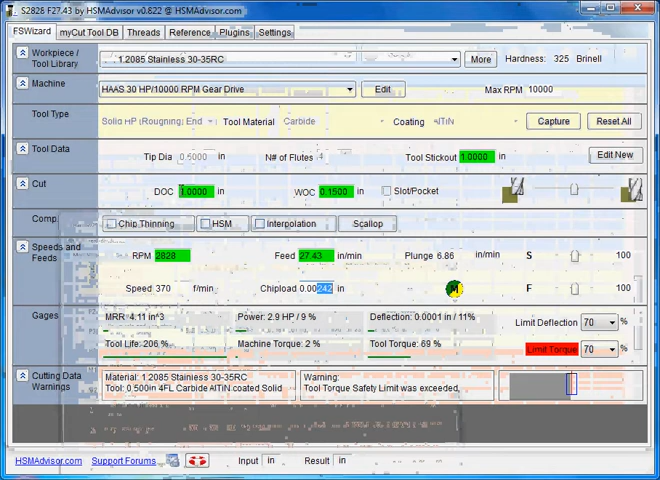 S2828 F27.43 by HSMAdvisor v0.822 @ HSMAdvisor.com
FSWizard myCut Tool DB Threads Reference Plugins Settings
Workpiece / Tool Library 1.2085 Stainless 30-35RC More Hardness: 325 Brinell
Machine HAAS 30 HP/10000 RPM Gear Drive Edit Max RPM 10000
Tool Type Solid HP (Roughing) End Tool Material Carbide Coating AlTiN Capture Reset All
Tool Data Tip Dia 0.5000 in N# of Flutes 4 Tool Stickout 1.0000 in Edit New
Cut DOC 1.0000 in WOC 0.1500 in Slot/Pocket
Comp. Chip Thinning HSM Interpolation Scallop
Speeds and Feeds RPM 2828 Feed 27.43 in/min Plunge 6.86 in/min S 100
Speed 370 f/min Chipload 0.00242 in M F 100
Gages MRR: 4.11 in^3 Power: 2.9 HP / 9 % Deflection: 0.0001 in / 11% Limit Deflection 70 %
Tool Life: 206 % Machine Torque: 2 % Tool Torque: 69 % Limit Torque 70 %
Cutting Data Warnings Material: 1.2085 Stainless 30-35RC Warning:
Tool: 0.500in 4FL Carbide AlTiN coated Solid Tool Torque Safety Limit was exceeded,
HSMAdvisor.com Support Forums Input in Result in